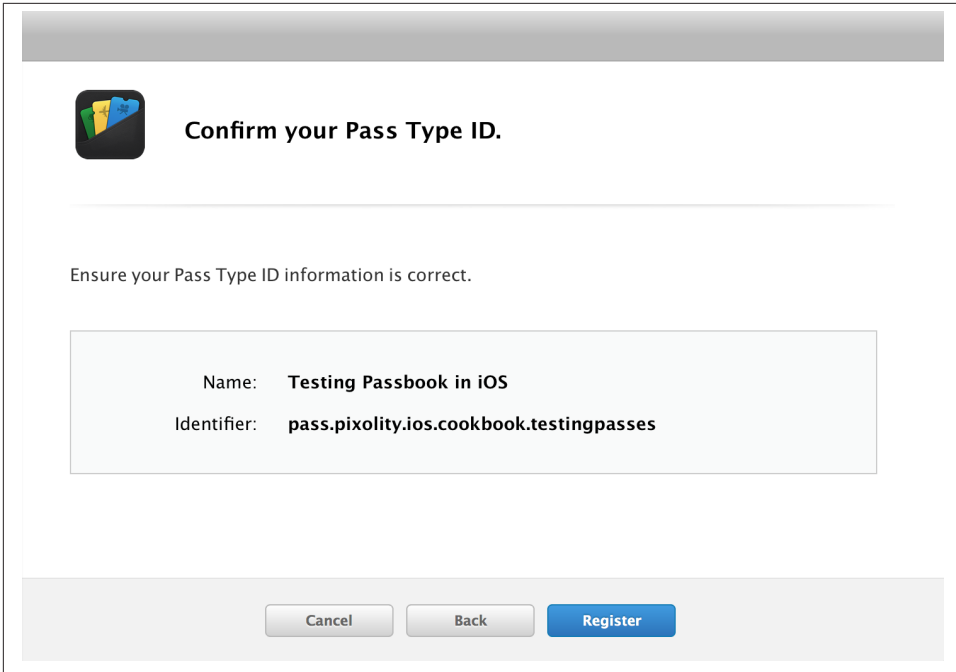 Confirm your Pass Type ID.
Ensure your Pass Type ID information is correct.
Name: Testing Passbook in iOS
Identifier: pass.pixolity.ios.cookbook.testingpasses
Cancel Back Register